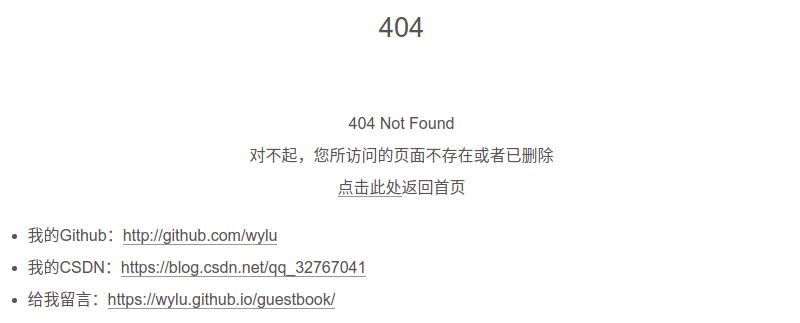 404
404 Not Found
对不起，您所访问的页面不存在或者已删除
点击此处返回首页
我的Github：http://github.com/wylu
我的CSDN：https://blog.csdn.net/qq_32767041
给我留言：https://wylu.github.io/guestbook/